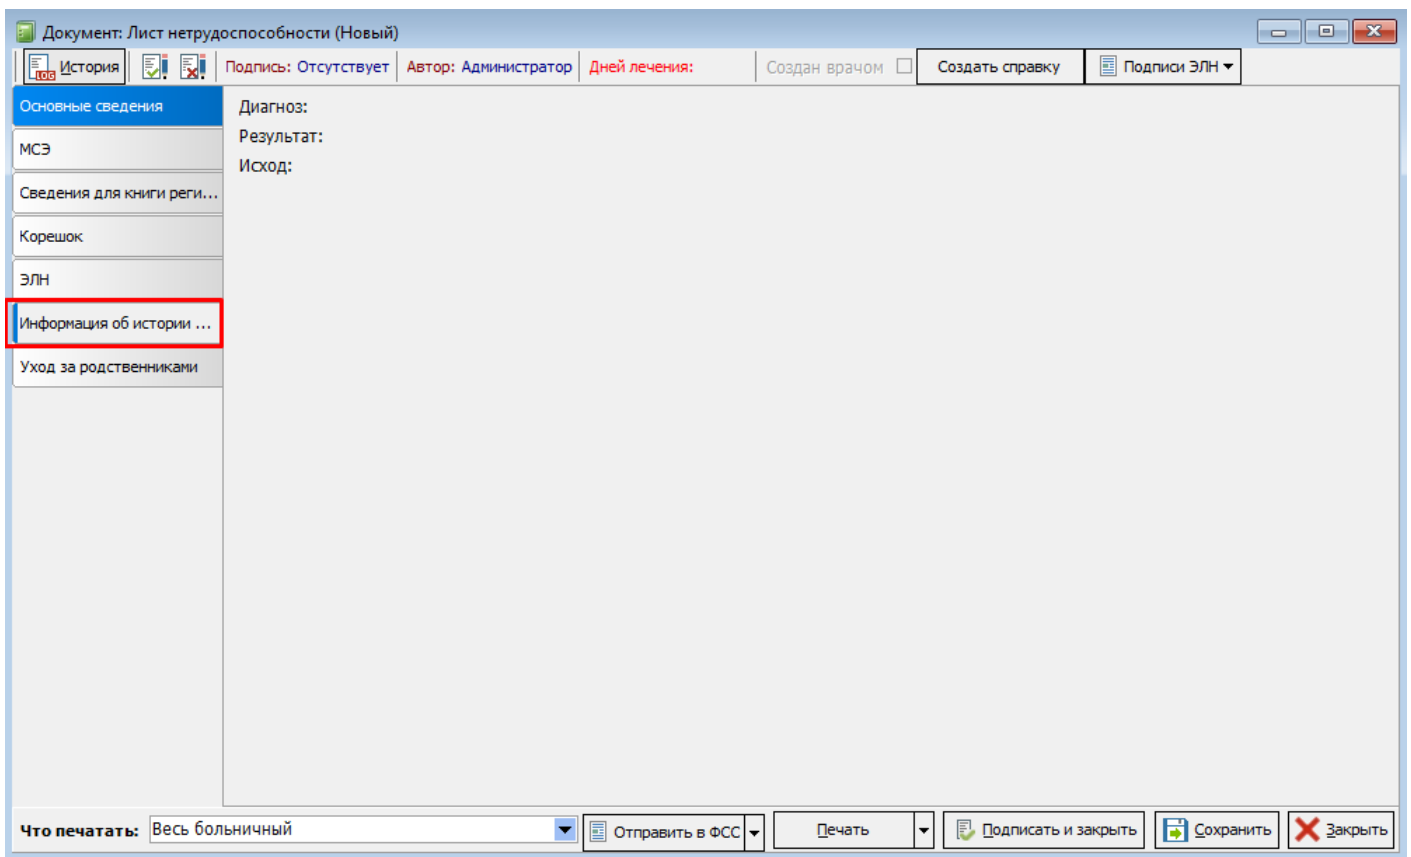 Документ: Лист нетрудоспособности (Новый)
LOG История Подпись: Отсутствует Автор: Администратор Дней лечения: Создан врачом Создать справку Подписи ЭЛН
Основные сведения
МСЭ
Сведения для книги реги...
Корешок
ЭЛН
Информация об истории ...
Уход за родственниками
Диагноз:
Результат:
Исход:
Что печатать: Весь больничный Отправить в ФСС Печать Подписать и закрыть Сохранить Закрыть